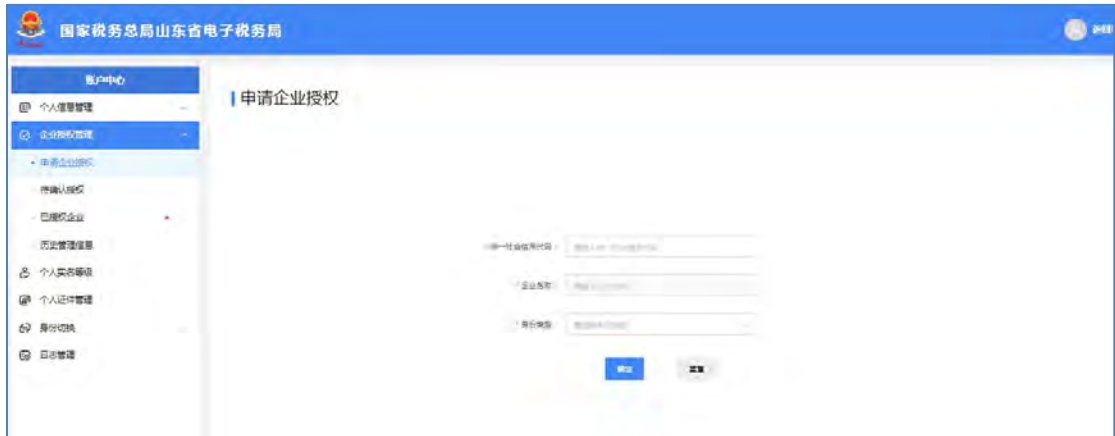 国家税务总局山东省电子税务局
账户中心
个人信息管理
企业授权管理
申请企业授权
待确认授权
已授权企业
历史管理信息
个人实名等级
个人证件管理
身份切换
日志管理
申请企业授权
统一社会信用代码
*企业名称
*身份类型
确定
重置